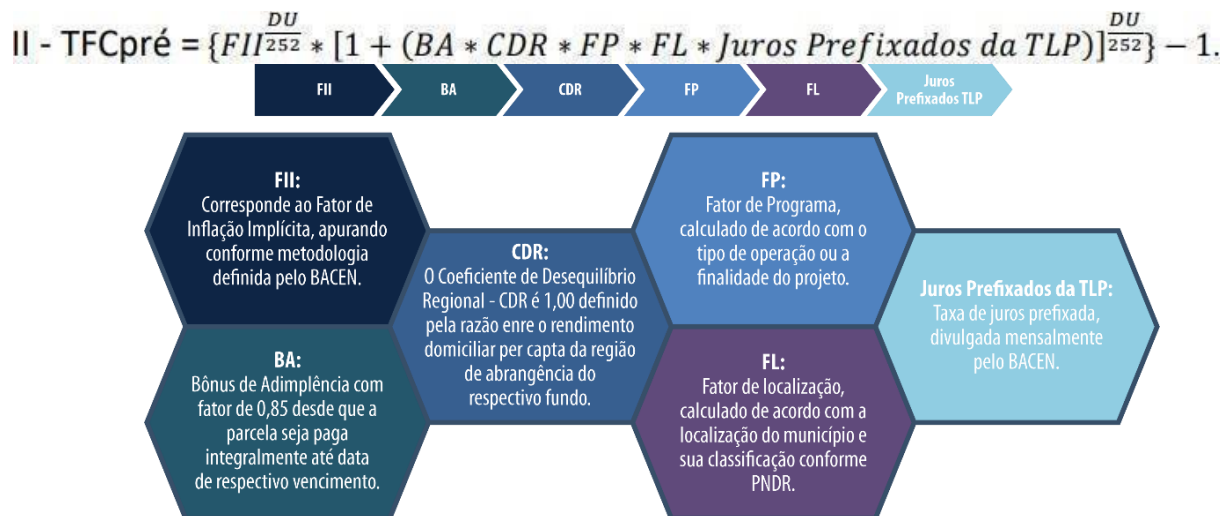 II - TFCpré = {FII^(DU/252) * [1 + (BA * CDR * FP * FL * Juros Prefixados da TLP)]^(DU/252)} − 1.
FII
BA
CDR
FP
FL
Juros
Prefixados TLP
FII:
Corresponde ao Fator de
Inflação Implícita, apurando
conforme metodologia
definida pelo BACEN.
BA:
Bônus de Adimplência com
fator de 0,85 desde que a
parcela seja paga
integralmente até data
de respectivo vencimento.
CDR:
O Coeficiente de Desequilíbrio
Regional - CDR é 1,00 definido
pela razão enre o rendimento
domiciliar per capta da região
de abrangência do
respectivo fundo.
FP:
Fator de Programa,
calculado de acordo com o
tipo de operação ou a
finalidade do projeto.
FL:
Fator de localização,
calculado de acordo com a
localização do município e
sua classificação conforme
PNDR.
Juros Prefixados da TLP:
Taxa de juros prefixada,
divulgada mensalmente
pelo BACEN.